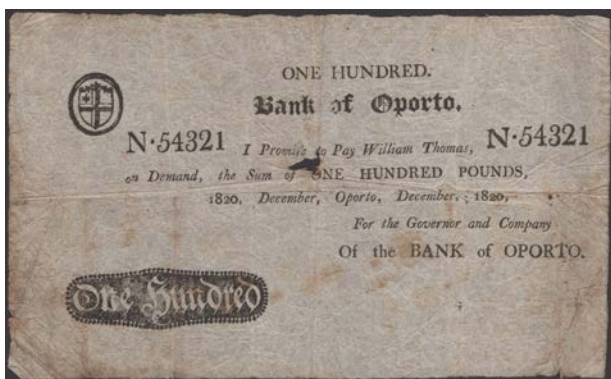 ONE HUNDRED.
Bank of Oporto.
N·54321 I Promise to Pay William Thomas, N·54321
on Demand, the Sum of ONE HUNDRED POUNDS,
1820, December, Oporto, December, 1820,
For the Governor and Company
Of the BANK of OPORTO.
One Hundred